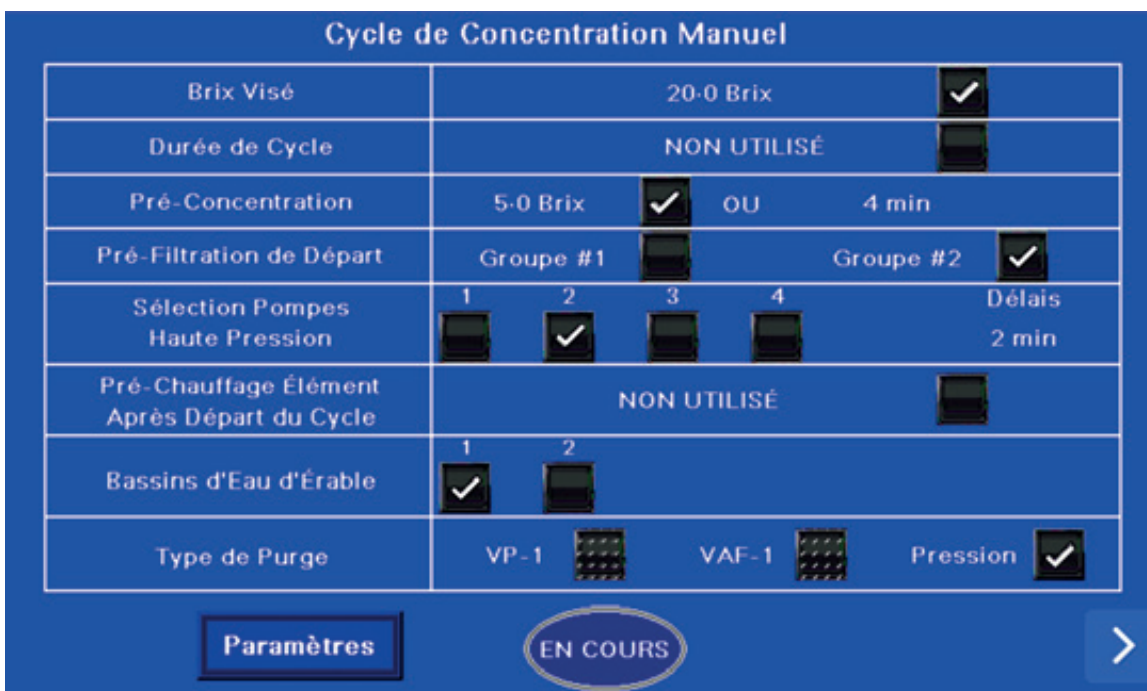 Cycle de Concentration Manuel
Brix Visé 20.0 Brix
Durée de Cycle NON UTILISÉ
Pré-Concentration 5.0 Brix OU 4 min
Pré-Filtration de Départ Groupe #1 Groupe #2
Sélection Pompes
Haute Pression
1 2 3 4 Délais
2 min
Pré-Chauffage Élément
Après Départ du Cycle
NON UTILISÉ
Bassins d'Eau d'Érable
1 2
Type de Purge VP-1 VAF-1 Pression
Paramètres EN COURS